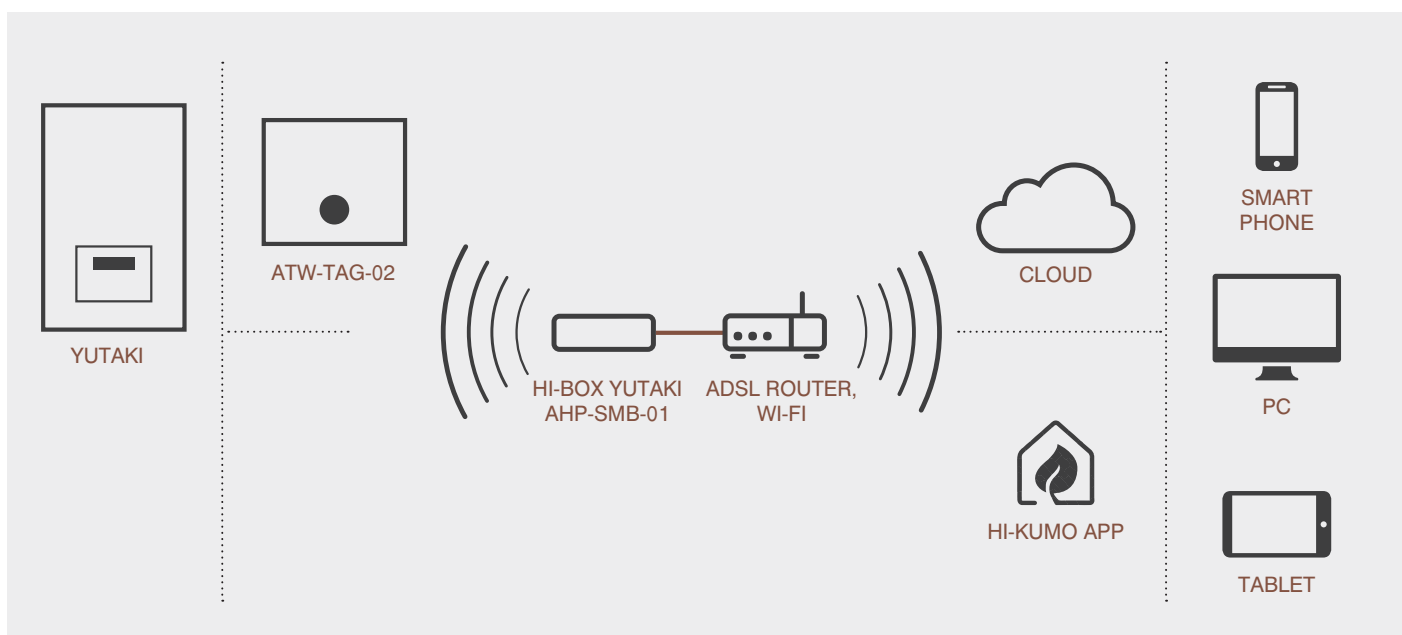 YUTAKI
ATW-TAG-02
HI-BOX YUTAKI
AHP-SMB-01
ADSL ROUTER,
WI-FI
CLOUD
HI-KUMO APP
SMART
PHONE
PC
TABLET